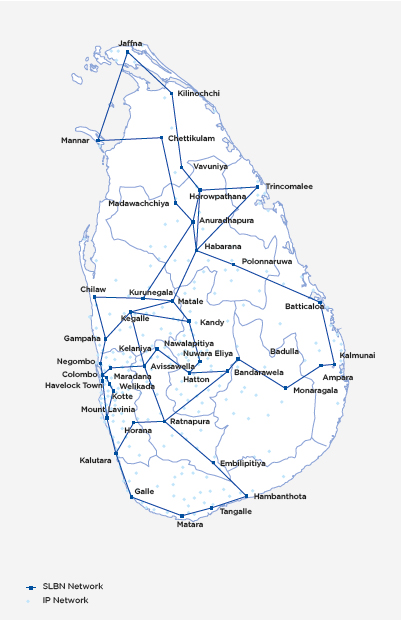 Jaffna
Kilinochchi
Mannar
Chettikulam
Vavuniya
Trincomalee
Horowpathana
Madawachchiya
Anuradhapura
Habarana
Polonnaruwa
Chilaw
Kurunegala
Matale
Batticaloa
Kegalle
Kandy
Gampaha
Nawalapitiya
Kelaniya
Nuwara Eliya
Badulla
Kalmunai
Negombo
Avissawella
Bandarawela
Colombo
Maradana
Hatton
Ampara
Havelock Town
Welikada
Monaragala
Kotte
Mount Lavinia
Ratnapura
Horana
Kalutara
Embilipitiya
Galle
Hambanthota
Tangalle
Matara
SLBN Network
IP Network